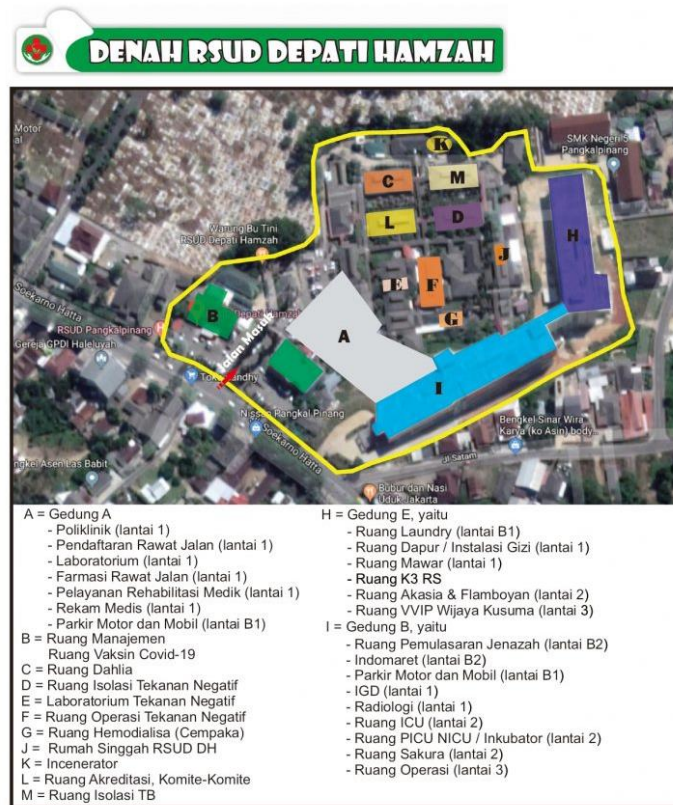 DENAH RSUD DEPATI HAMZAH
Motor
al
SMK Negeri 5
Pangkalpinang
K
C
M
Warung Bu Tini
RSUD Depati Hamzah
L
D
H
J
Soekarno Hatta
E
F
B
Depati Hamzah
RSUD Pangkalpinang
H
G
Jalan Masuk
A
Gereja GPDI Haleluyah
I
Nissan Pangkal Pinang
Bengkel Sinar Wira
Karya (ko Asin) body...
Soekarno Hatta
Jl Satam
ngkel Asen Las Babit
Bubur dan Nasi
Uduk Jakarta
A = Gedung A
- Poliklinik (lantai 1)
- Pendaftaran Rawat Jalan (lantai 1)
- Laboratorium (lantai 1)
- Farmasi Rawat Jalan (lantai 1)
- Pelayanan Rehabilitasi Medik (lantai 1)
- Rekam Medis (lantai 1)
- Parkir Motor dan Mobil (lantai B1)
B = Ruang Manajemen
Ruang Vaksin Covid-19
C = Ruang Dahlia
D = Ruang Isolasi Tekanan Negatif
E = Laboratorium Tekanan Negatif
F = Ruang Operasi Tekanan Negatif
G = Ruang Hemodialisa (Cempaka)
J = Rumah Singgah RSUD DH
K = Incenerator
L = Ruang Akreditasi, Komite-Komite
M = Ruang Isolasi TB
H = Gedung E, yaitu
- Ruang Laundry (lantai B1)
- Ruang Dapur / Instalasi Gizi (lantai 1)
- Ruang Mawar (lantai 1)
- Ruang K3 RS
- Ruang Akasia & Flamboyan (lantai 2)
- Ruang VVIP Wijaya Kusuma (lantai 3)
I = Gedung B, yaitu
- Ruang Pemulasaran Jenazah (lantai B2)
- Indomaret (lantai B2)
- Parkir Motor dan Mobil (lantai B1)
- IGD (lantai 1)
- Radiologi (lantai 1)
- Ruang ICU (lantai 2)
- Ruang PICU NICU / Inkubator (lantai 2)
- Ruang Sakura (lantai 2)
- Ruang Operasi (lantai 3)